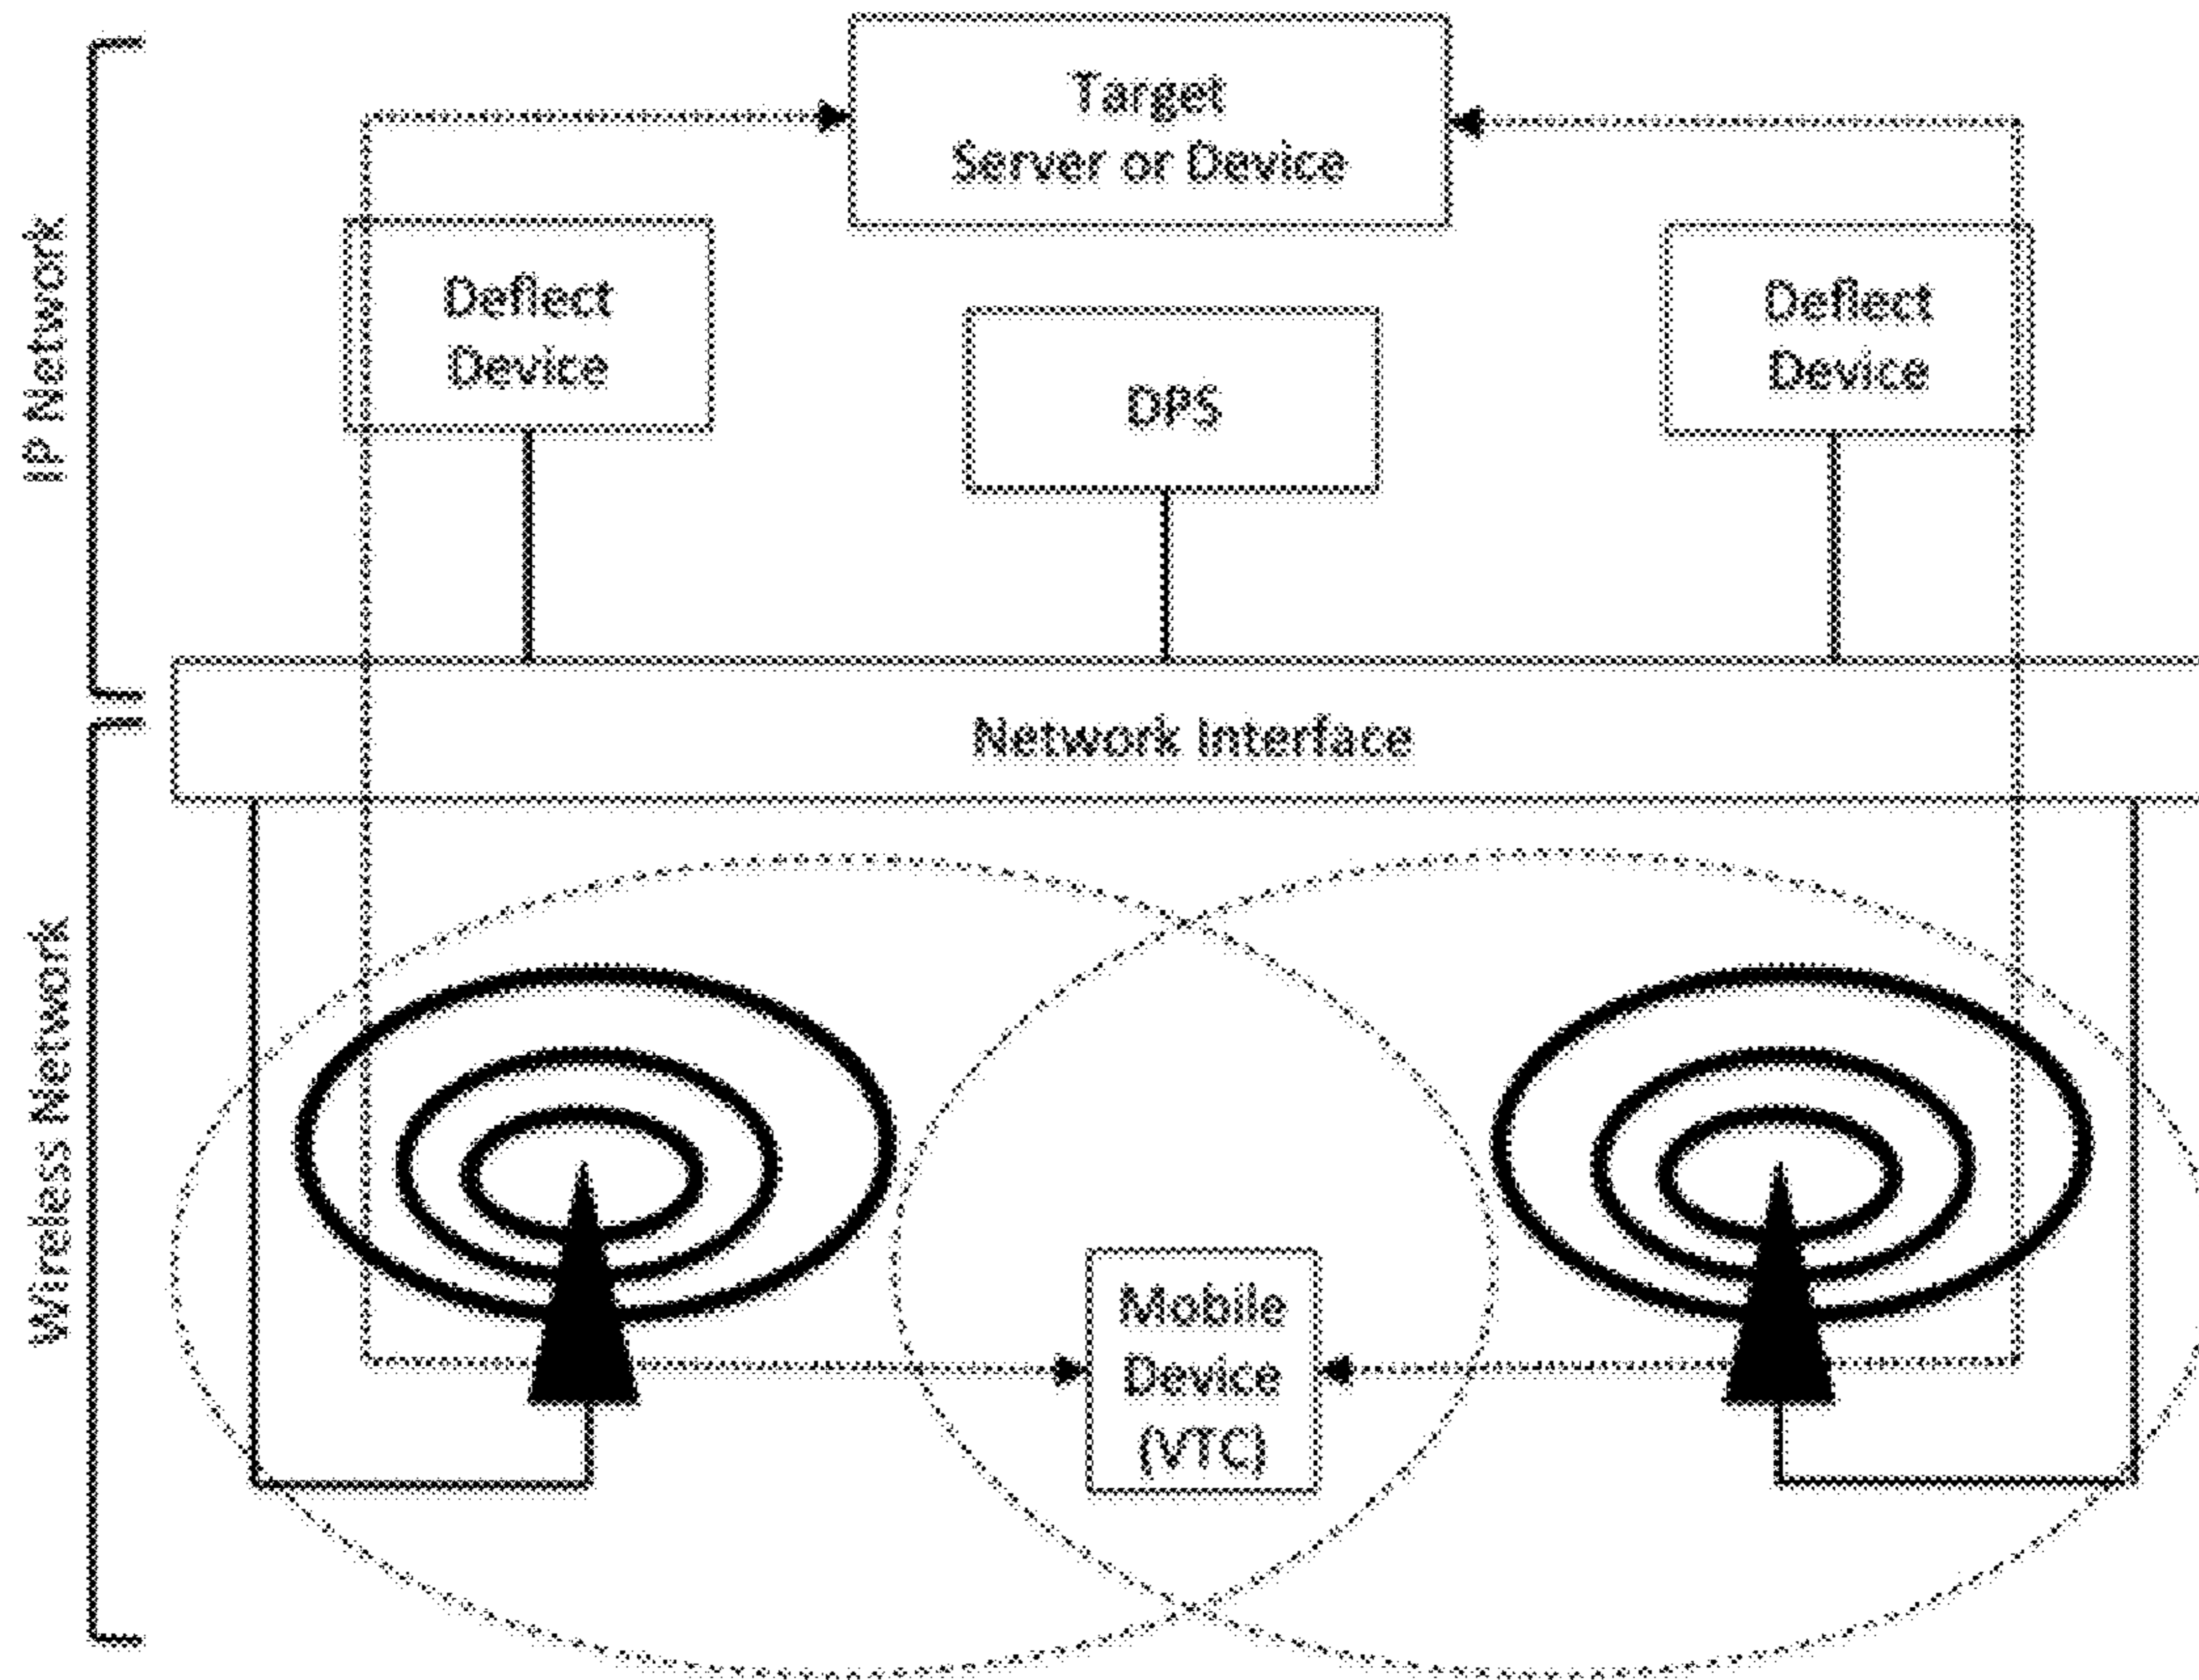 Target
Server or Device
Deflect
Device
DPS
Deflect
Device
IP Network
Network Interface
Wireless Network
Mobile
Device
(VTC)